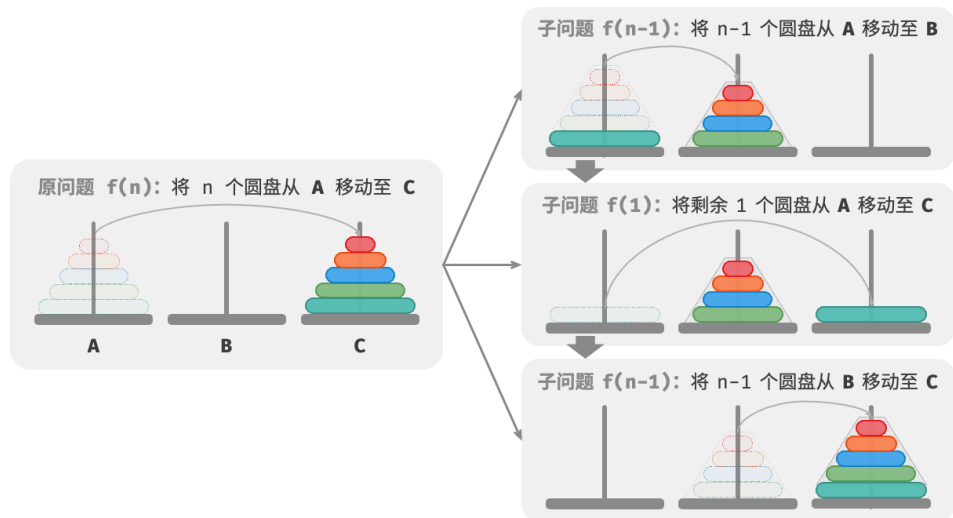 原问题 f(n)：将 n 个圆盘从 A 移动至 C
A B C
子问题 f(n-1)：将 n-1 个圆盘从 A 移动至 B
子问题 f(1)：将剩余 1 个圆盘从 A 移动至 C
子问题 f(n-1)：将 n-1 个圆盘从 B 移动至 C